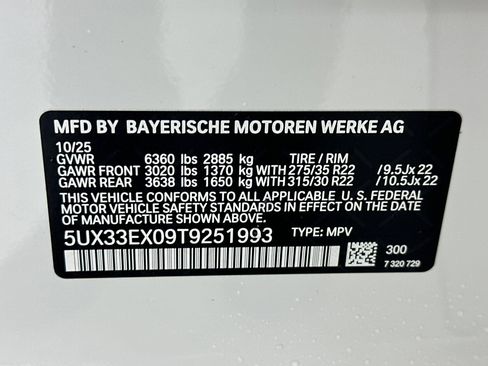 MFD BY BAYERISCHE MOTOREN WERKE AG
10/25
GVWR 6360 lbs 2885 kg TIRE / RIM
GAWR FRONT 3020 lbs 1370 kg WITH 275/35 R22 /9.5Jx 22
GAWR REAR 3638 lbs 1650 kg WITH 315/30 R22 /10.5Jx 22
THIS VEHICLE CONFORMS TO ALL APPLICABLE U. S. FEDERAL
MOTOR VEHICLE SAFETY STANDARDS IN EFFECT ON
THE DATE OF MANUFACTURE SHOWN ABOVE.
5UX33EX09T9251993 TYPE: MPV
300
7 320 729